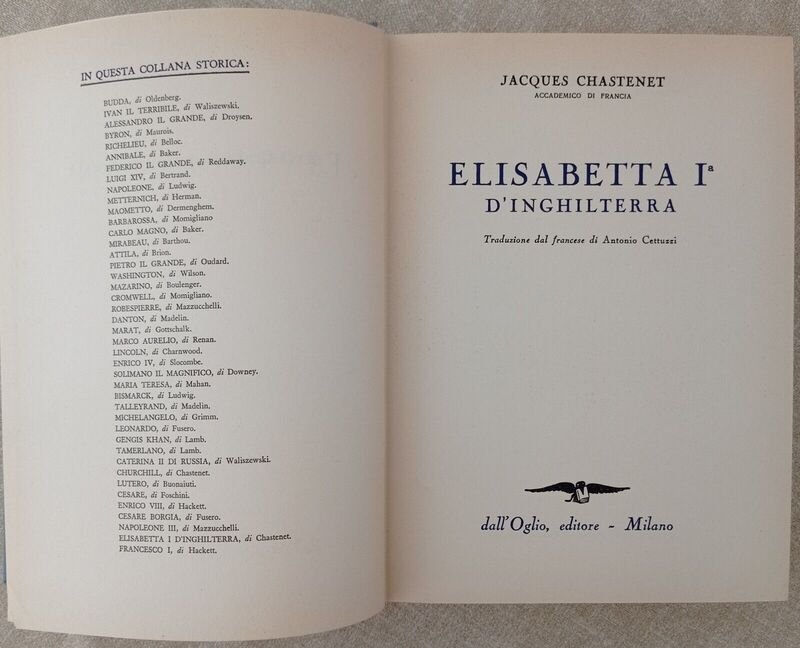 IN QUESTA COLLANA STORICA:
BUDDA, di Oldenberg.
IVAN IL TERRIBILE, di Waliszewski.
ALESSANDRO IL GRANDE, di Droysen.
BYRON, di Maurois.
RICHELIEU, di Belloc.
ANNIBALE, di Baker.
FEDERICO IL GRANDE, di Reddaway.
LUIGI XIV, di Bertrand.
NAPOLEONE, di Ludwig.
METTERNICH, di Herman.
MAOMETTO, di Dermenghem.
BARBAROSSA, di Momigliano
CARLO MAGNO, di Baker.
MIRABEAU, di Barthou.
ATTILA, di Brion.
PIETRO IL GRANDE, di Oudard.
WASHINGTON, di Wilson.
MAZARINO, di Boulenger.
CROMWELL, di Momigliano.
ROBESPIERRE, di Mazzucchelli.
DANTON, di Madelin.
MARAT, di Gottschalk.
MARCO AURELIO, di Renan.
LINCOLN, di Charnwood.
ENRICO IV, di Slocombe.
SOLIMANO IL MAGNIFICO, di Downey.
MARIA TERESA, di Mahan.
BISMARCK, di Ludwig.
TALLEYRAND, di Madelin.
MICHELANGELO, di Grimm.
LEONARDO, di Fusero.
GENGIS KHAN, di Lamb.
TAMERLANO, di Lamb.
CATERINA II DI RUSSIA, di Waliszewski.
CHURCHILL, di Chastenet.
LUTERO, di Buonaiuti.
CESARE, di Foschini.
ENRICO VIII, di Hackett.
CESARE BORGIA, di Fusero.
NAPOLEONE III, di Mazzucchelli.
ELISABETTA I D'INGHILTERRA, di Chastenet.
FRANCESCO I, di Hackett.
JACQUES CHASTENET
ACCADEMICO DI FRANCIA
ELISABETTA Iª
D'INGHILTERRA
Traduzione dal francese di Antonio Cettuzzi
dall'Oglio, editore - Milano